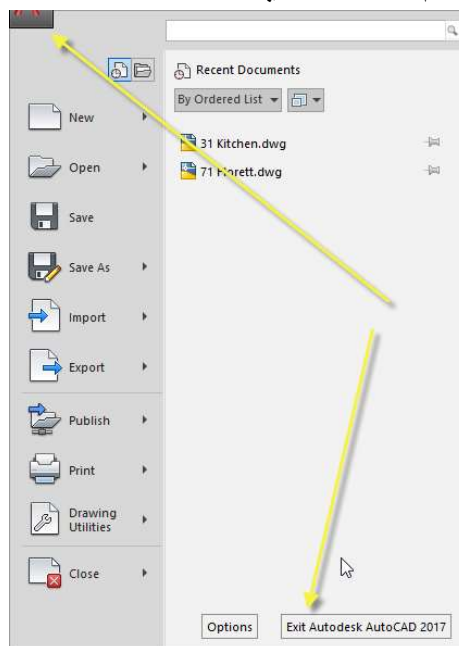 Recent Documents
By Ordered List
New
31 Kitchen.dwg
Open
71 Florett.dwg
Save
Save As
Import
Export
Publish
Print
Drawing
Utilities
Close
Options
Exit Autodesk AutoCAD 2017